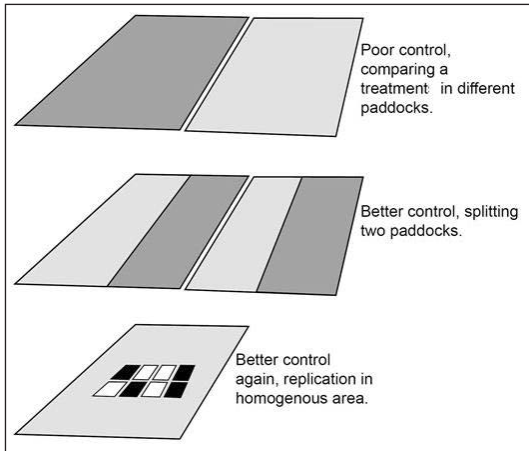 Poor control,
comparing a
treatment in different
paddocks.
Better control, splitting
two paddocks.
Better control
again, replication in
homogenous area.